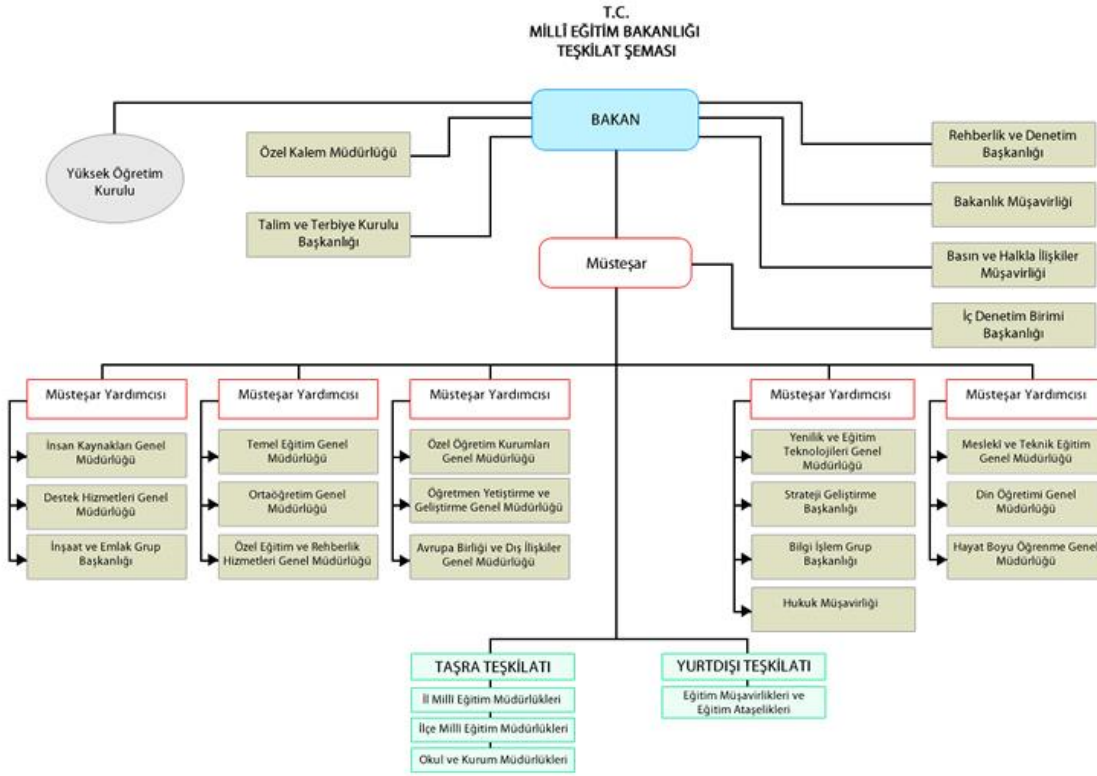 T.C.
MİLLÎ EĞİTİM BAKANLIĞI
TEŞKİLAT ŞEMASI
BAKAN
Yüksek Öğretim
Kurulu
Özel Kalem Müdürlüğü
Talim ve Terbiye Kurulu
Başkanlığı
Rehberlik ve Denetim
Başkanlığı
Bakanlık Müşavirliği
Basın ve Halkla İlişkiler
Müşavirliği
İç Denetim Birimi
Başkanlığı
Müsteşar
Müsteşar Yardımcısı
İnsan Kaynakları Genel
Müdürlüğü
Destek Hizmetleri Genel
Müdürlüğü
İnşaat ve Emlak Grup
Başkanlığı
Müsteşar Yardımcısı
Temel Eğitim Genel
Müdürlüğü
Ortaöğretim Genel
Müdürlüğü
Özel Eğitim ve Rehberlik
Hizmetleri Genel Müdürlüğü
Müsteşar Yardımcısı
Özel Öğretim Kurumları
Genel Müdürlüğü
Öğretmen Yetiştirme ve
Geliştirme Genel Müdürlüğü
Avrupa Birliği ve Dış İlişkiler
Genel Müdürlüğü
Müsteşar Yardımcısı
Yenilik ve Eğitim
Teknolojileri Genel
Müdürlüğü
Strateji Geliştirme
Başkanlığı
Bilgi İşlem Grup
Başkanlığı
Hukuk Müşavirliği
Müsteşar Yardımcısı
Meslekî ve Teknik Eğitim
Genel Müdürlüğü
Din Öğretimi Genel
Müdürlüğü
Hayat Boyu Öğrenme Genel
Müdürlüğü
TAŞRA TEŞKİLATI
İl Millî Eğitim Müdürlükleri
İlçe Millî Eğitim Müdürlükleri
Okul ve Kurum Müdürlükleri
YURTDIŞI TEŞKİLATI
Eğitim Müşavirlikleri ve
Eğitim Ataşelikleri